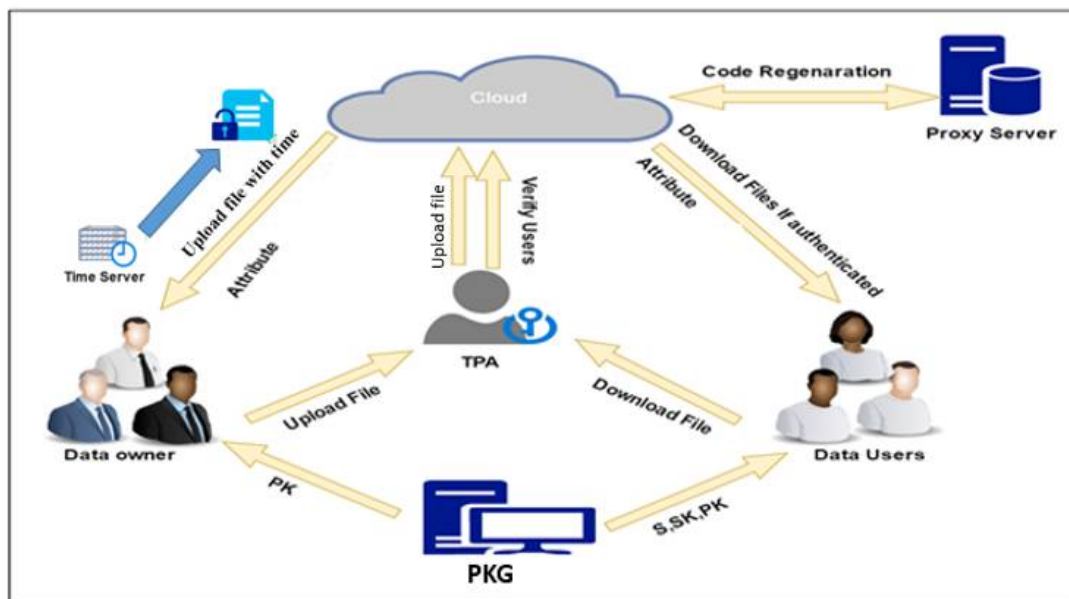 Cloud
Code Regenaration
Proxy Server
Upload file with time
Attribute
Time Server
Upload file
Verify Users
Download Files If authenticated
Attribute
TPA
Upload File
Download File
Data owner
Data Users
PK
S,SK,PK
PKG